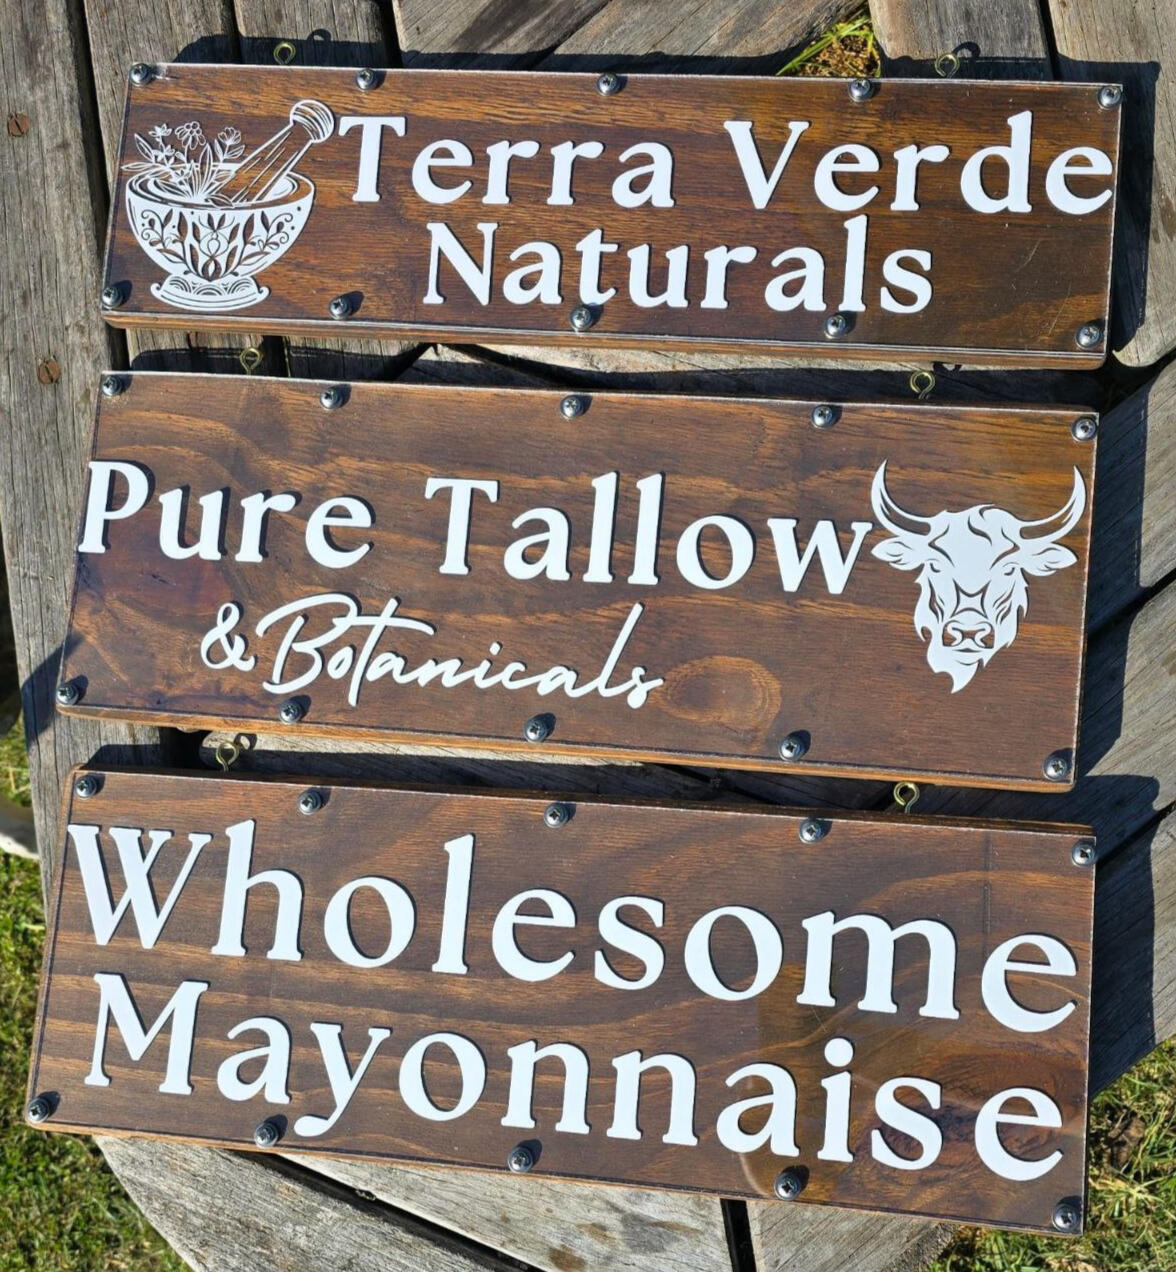 Terra Verde
Naturals
Pure Tallow
& Botanicals
Wholesome
Mayonnaise